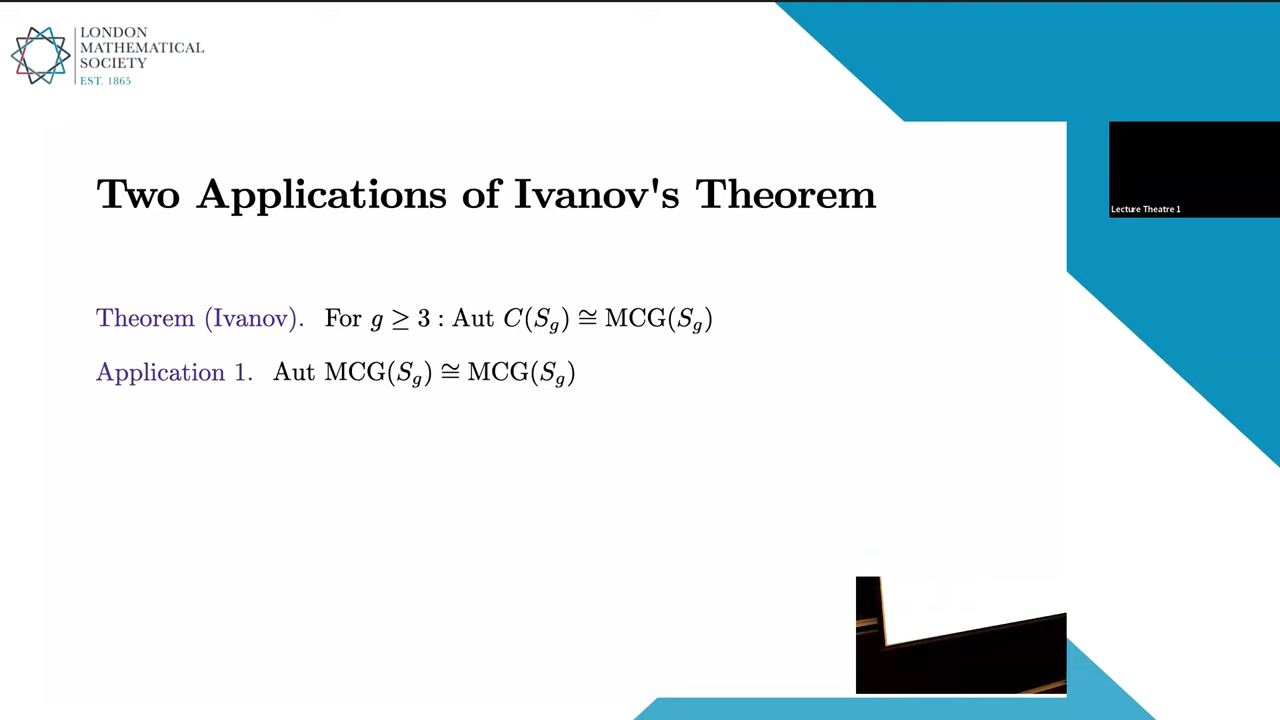 LONDON
MATHEMATICAL
SOCIETY
EST. 1865
Two Applications of Ivanov's Theorem
Lecture Theatre 1
Theorem (Ivanov). For g ≥ 3 : Aut C(S_g) ≅ MCG(S_g)
Application 1. Aut MCG(S_g) ≅ MCG(S_g)